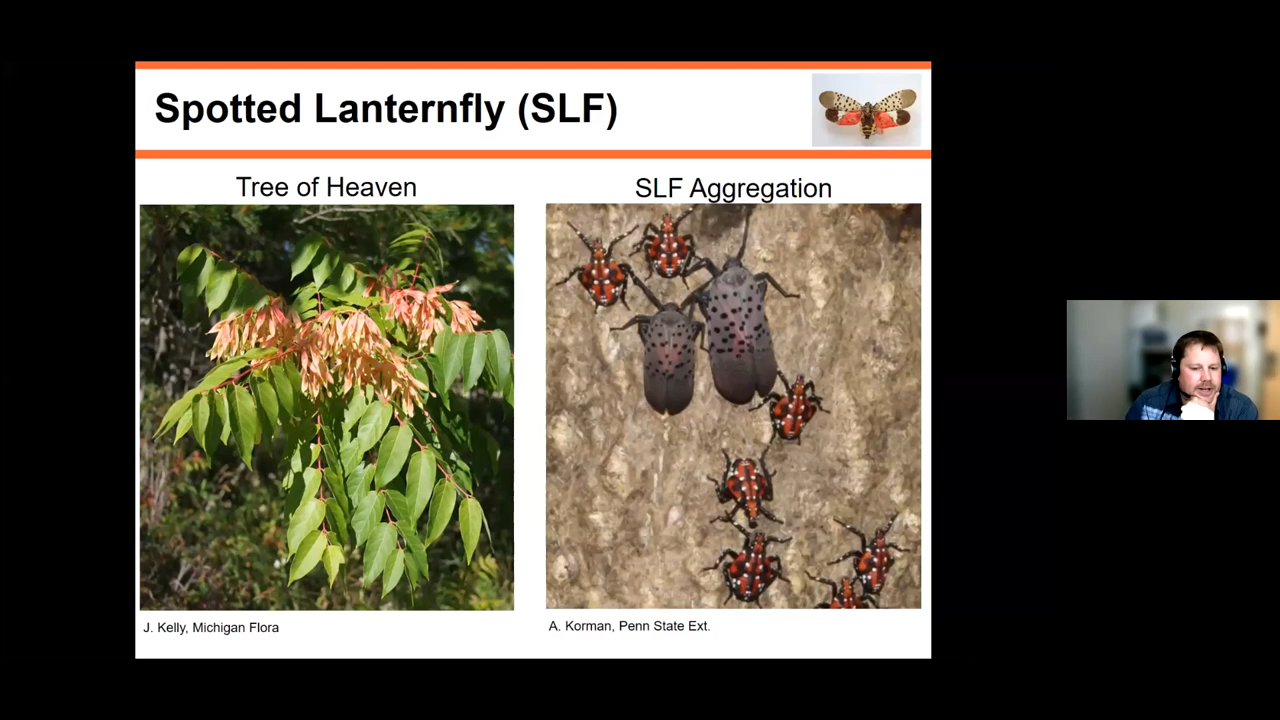 Spotted Lanternfly (SLF)
Tree of Heaven
SLF Aggregation
J. Kelly, Michigan Flora
A. Korman, Penn State Ext.